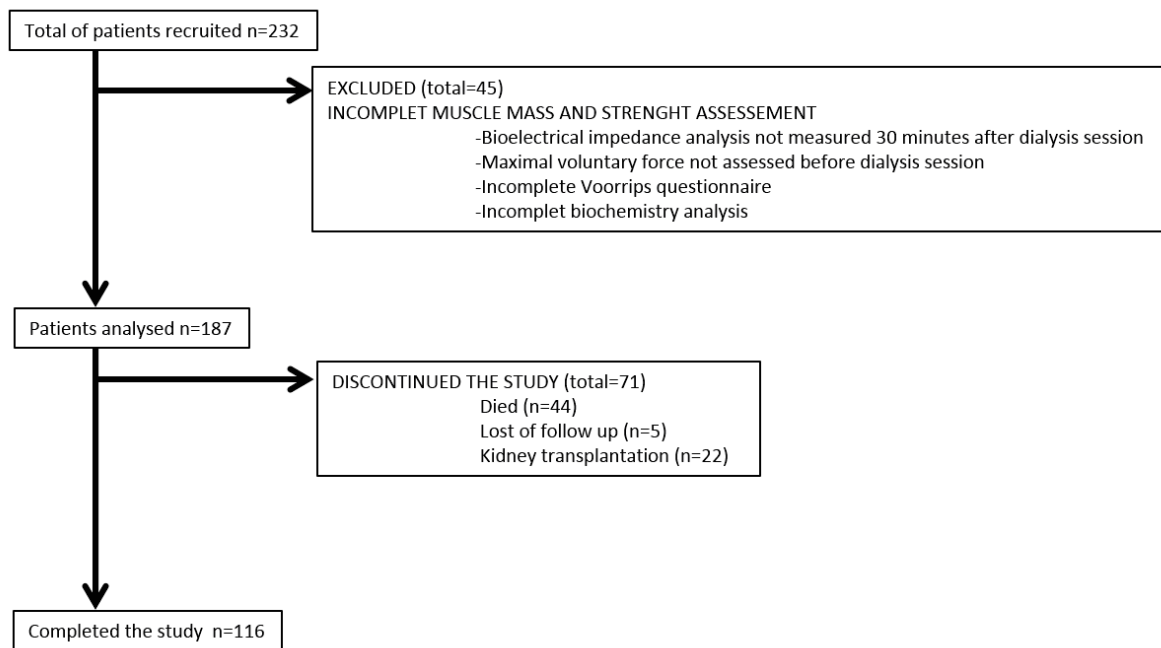 Total of patients recruited n=232
EXCLUDED (total=45)
INCOMPLET MUSCLE MASS AND STRENGHT ASSESSEMENT
-Bioelectrical impedance analysis not measured 30 minutes after dialysis session
-Maximal voluntary force not assessed before dialysis session
-Incomplete Voorrips questionnaire
-Incomplet biochemistry analysis
Patients analysed n=187
DISCONTINUED THE STUDY (total=71)
Died (n=44)
Lost of follow up (n=5)
Kidney transplantation (n=22)
Completed the study  n=116